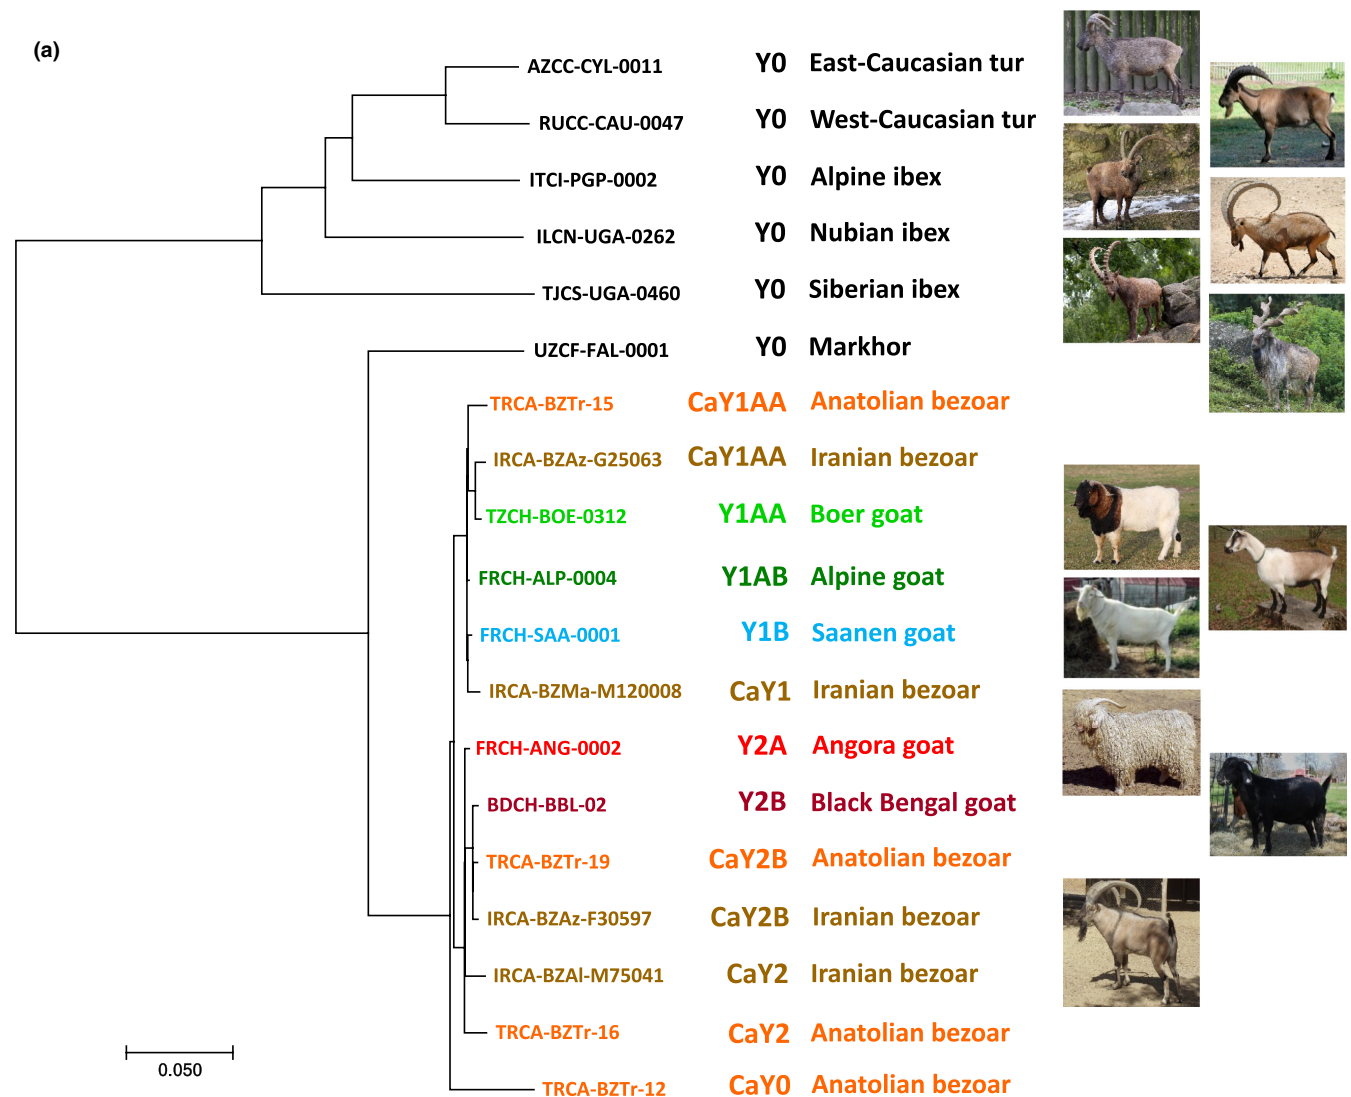 (a)
AZCC-CYL-0011 Y0 East-Caucasian tur
RUCC-CAU-0047 Y0 West-Caucasian tur
ITCI-PGP-0002 Y0 Alpine ibex
ILCN-UGA-0262 Y0 Nubian ibex
TJCS-UGA-0460 Y0 Siberian ibex
UZCF-FAL-0001 Y0 Markhor
TRCA-BZTr-15 CaY1AA Anatolian bezoar
IRCA-BZAz-G25063 CaY1AA Iranian bezoar
TZCH-BOE-0312 Y1AA Boer goat
FRCH-ALP-0004 Y1AB Alpine goat
FRCH-SAA-0001 Y1B Saanen goat
IRCA-BZMa-M120008 CaY1 Iranian bezoar
FRCH-ANG-0002 Y2A Angora goat
BDCH-BBL-02 Y2B Black Bengal goat
TRCA-BZTr-19 CaY2B Anatolian bezoar
IRCA-BZAz-F30597 CaY2B Iranian bezoar
IRCA-BZAl-M75041 CaY2 Iranian bezoar
TRCA-BZTr-16 CaY2 Anatolian bezoar
TRCA-BZTr-12 CaY0 Anatolian bezoar
0.050